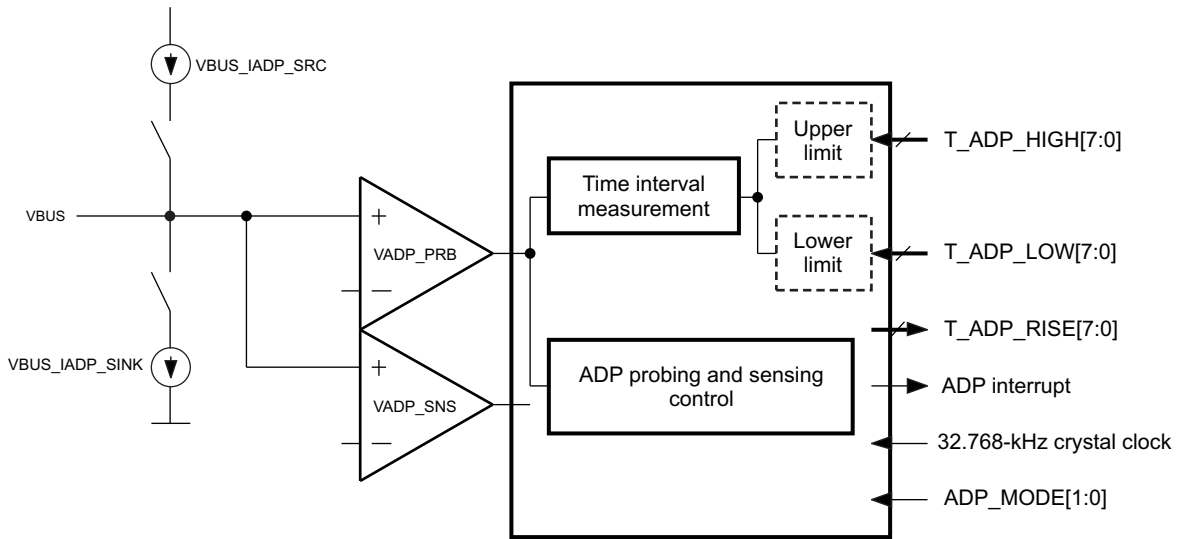 VBUS_IADP_SRC
VBUS
VBUS_IADP_SINK
+
VADP_PRB
−
+
VADP_SNS
−
Time interval
measurement
Upper
limit
Lower
limit
ADP probing and sensing
control
T_ADP_HIGH[7:0]
T_ADP_LOW[7:0]
T_ADP_RISE[7:0]
ADP interrupt
32.768-kHz crystal clock
ADP_MODE[1:0]